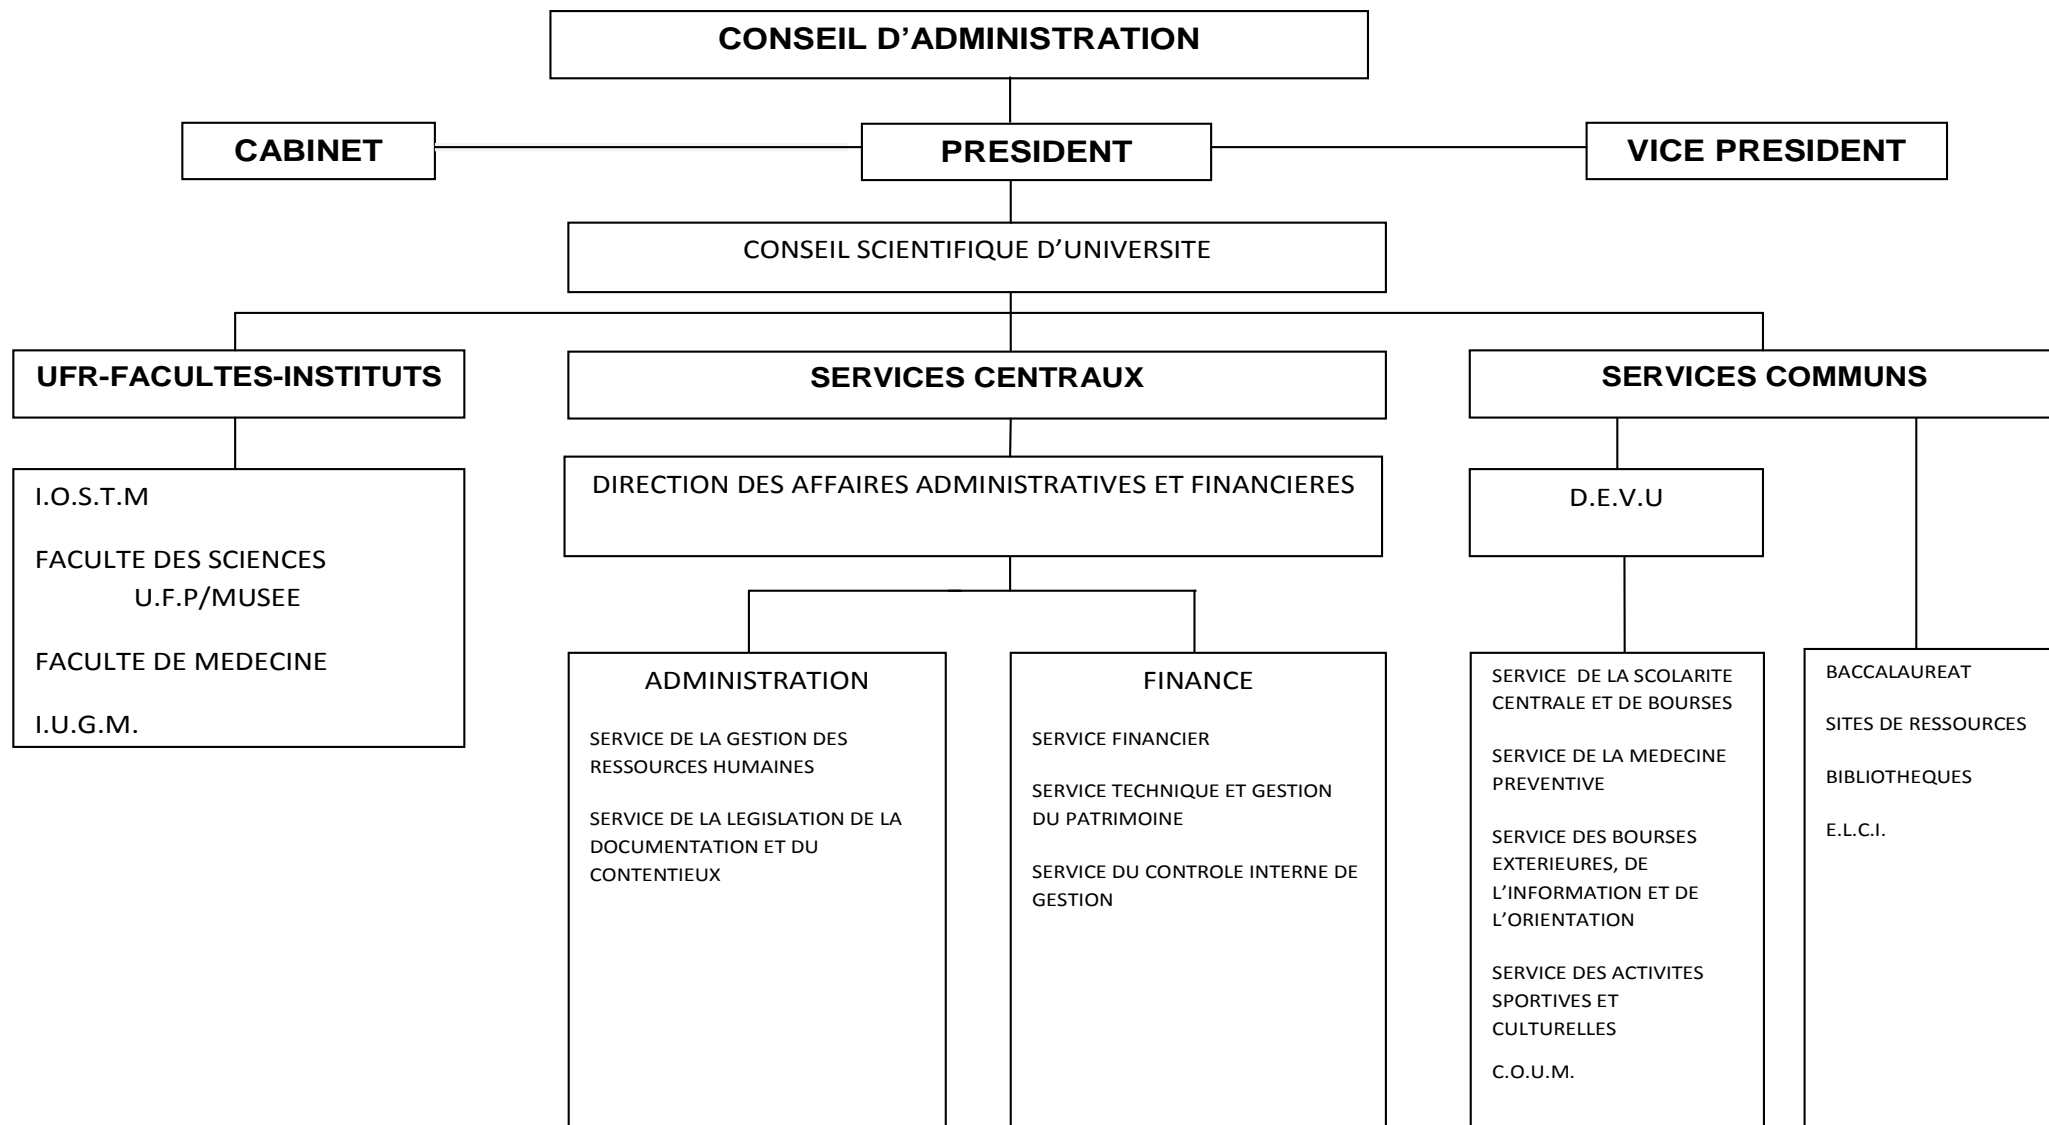 CONSEIL D’ADMINISTRATION
CABINET
PRESIDENT
VICE PRESIDENT
CONSEIL SCIENTIFIQUE D’UNIVERSITE
UFR-FACULTES-INSTITUTS
SERVICES CENTRAUX
SERVICES COMMUNS
I.O.S.T.M
FACULTE DES SCIENCES
U.F.P/MUSEE
FACULTE DE MEDECINE
I.U.G.M.
DIRECTION DES AFFAIRES ADMINISTRATIVES ET FINANCIERES
D.E.V.U
ADMINISTRATION
SERVICE DE LA GESTION DES
RESSOURCES HUMAINES
SERVICE DE LA LEGISLATION DE LA
DOCUMENTATION ET DU
CONTENTIEUX
FINANCE
SERVICE FINANCIER
SERVICE TECHNIQUE ET GESTION
DU PATRIMOINE
SERVICE DU CONTROLE INTERNE DE
GESTION
SERVICE DE LA SCOLARITE
CENTRALE ET DE BOURSES
SERVICE DE LA MEDECINE
PREVENTIVE
SERVICE DES BOURSES
EXTERIEURES, DE
L’INFORMATION ET DE
L’ORIENTATION
SERVICE DES ACTIVITES
SPORTIVES ET
CULTURELLES
C.O.U.M.
BACCALAUREAT
SITES DE RESSOURCES
BIBLIOTHEQUES
E.L.C.I.